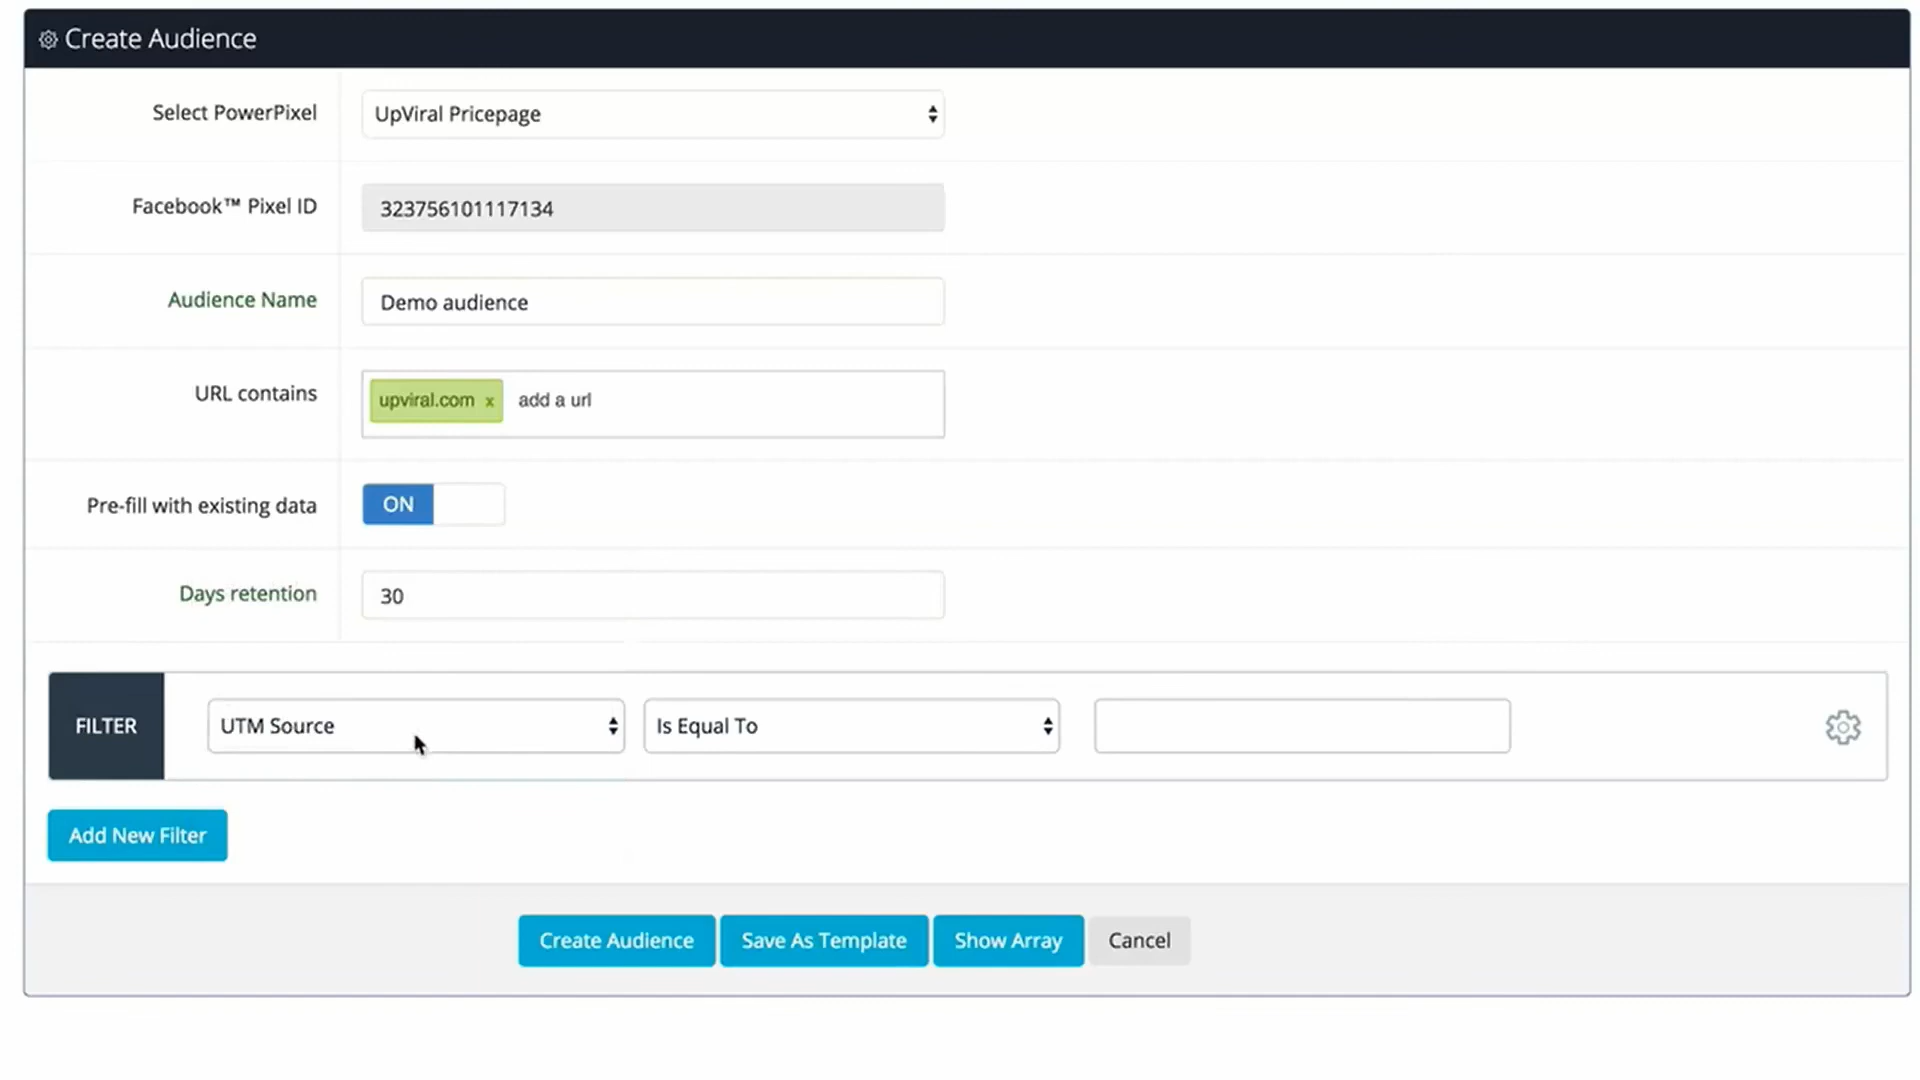 Create Audience
Select PowerPixel
UpViral Pricepage
Facebook™ Pixel ID
323756101117134
Audience Name
Demo audience
URL contains
upviral.com x add a url
Pre-fill with existing data
ON
Days retention
30
FILTER
UTM Source
Is Equal To
Add New Filter
Create Audience
Save As Template
Show Array
Cancel